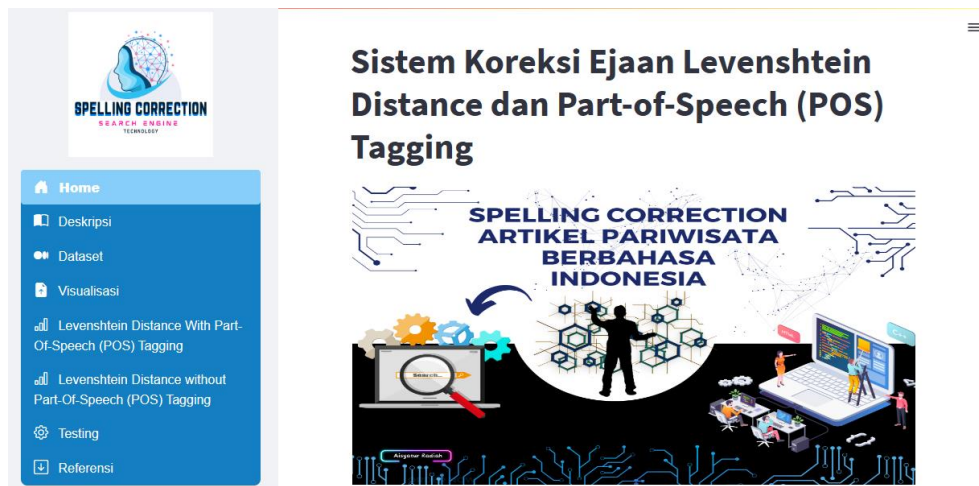 SPELLING CORRECTION
SEARCH ENGINE
TECHNOLOGY
Home
Deskripsi
Dataset
Visualisasi
Levenshtein Distance With Part-
Of-Speech (POS) Tagging
Levenshtein Distance without
Part-Of-Speech (POS) Tagging
Testing
Referensi
Sistem Koreksi Ejaan Levenshtein
Distance dan Part-of-Speech (POS)
Tagging
SPELLING CORRECTION
ARTIKEL PARIWISATA
BERBAHASA
INDONESIA